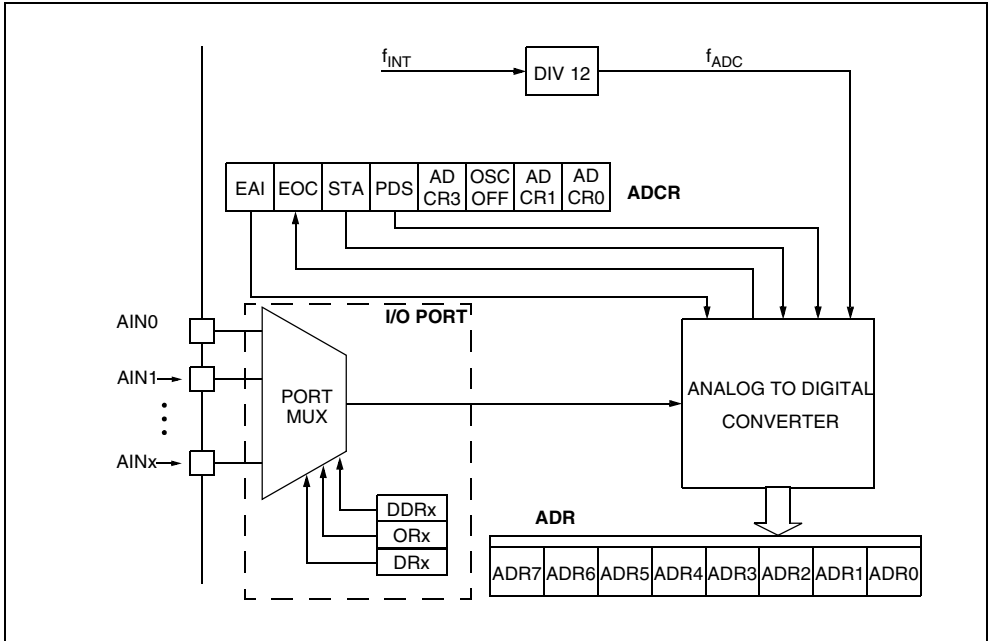 fINT
DIV 12
fADC
EAI EOC STA PDS AD CR3 OSC OFF AD CR1 AD CR0
ADCR
I/O PORT
AIN0
AIN1
AINx
PORT
MUX
ANALOG TO DIGITAL
CONVERTER
DDRx
ORx
DRx
ADR
ADR7 ADR6 ADR5 ADR4 ADR3 ADR2 ADR1 ADR0